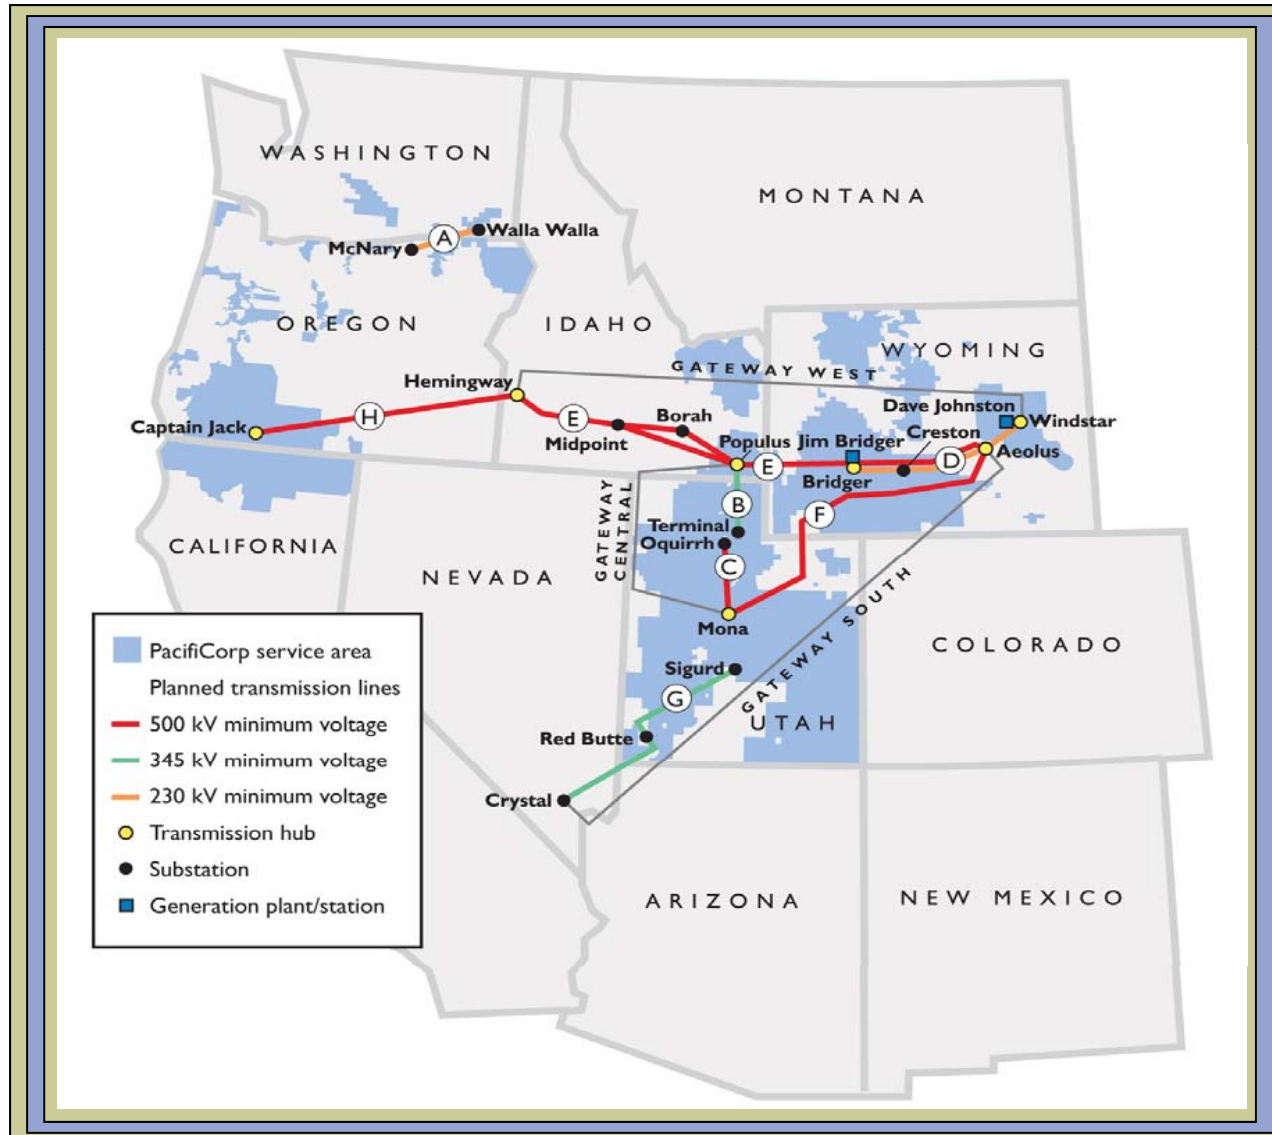 WASHINGTON
MONTANA
A
Walla Walla
McNary
OREGON
IDAHO
WYOMING
GATEWAY WEST
Hemingway
Dave Johnston
Windstar
H
E
Borah
Midpoint
Creston
Captain Jack
Populus
Jim Bridger
Aeolus
E
D
Bridger
GATEWAY
CENTRAL
B
F
Terminal
Oquirrh
CALIFORNIA
NEVADA
C
GATEWAY SOUTH
Mona
COLORADO
Sigurd
G
UTAH
Red Butte
Crystal
PacifiCorp service area
Planned transmission lines
500 kV minimum voltage
345 kV minimum voltage
230 kV minimum voltage
Transmission hub
Substation
Generation plant/station
ARIZONA
NEW MEXICO